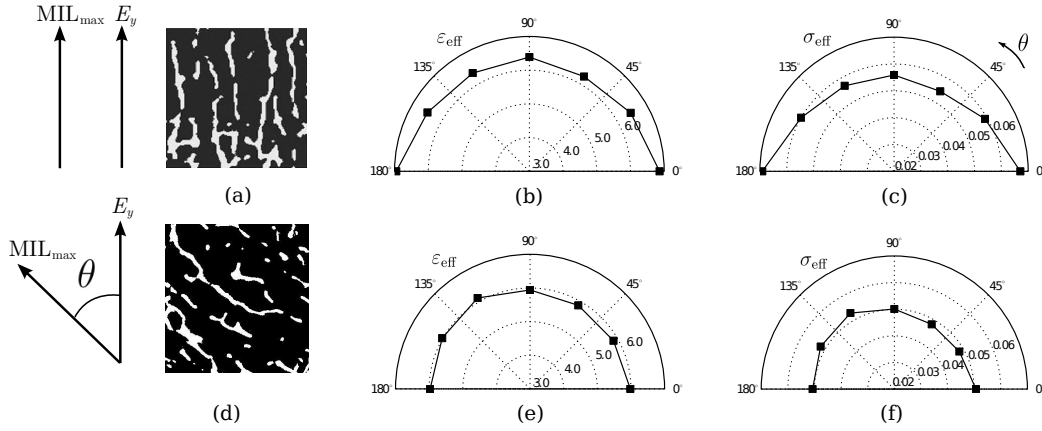 MIL_max E_y
(a)
ε_eff
90°
135° 45°
180° 0°
3.0 4.0 5.0 6.0
(b)
σ_eff
90°
θ
135° 45°
180° 0
0.02 0.03 0.04 0.05 0.06
(c)
E_y
MIL_max
θ
(d)
ε_eff
90°
135° 45°
180° 0°
3.0 4.0 5.0 6.0
(e)
σ_eff
90°
135° 45°
180° 0
0.02 0.03 0.04 0.05 0.06
(f)